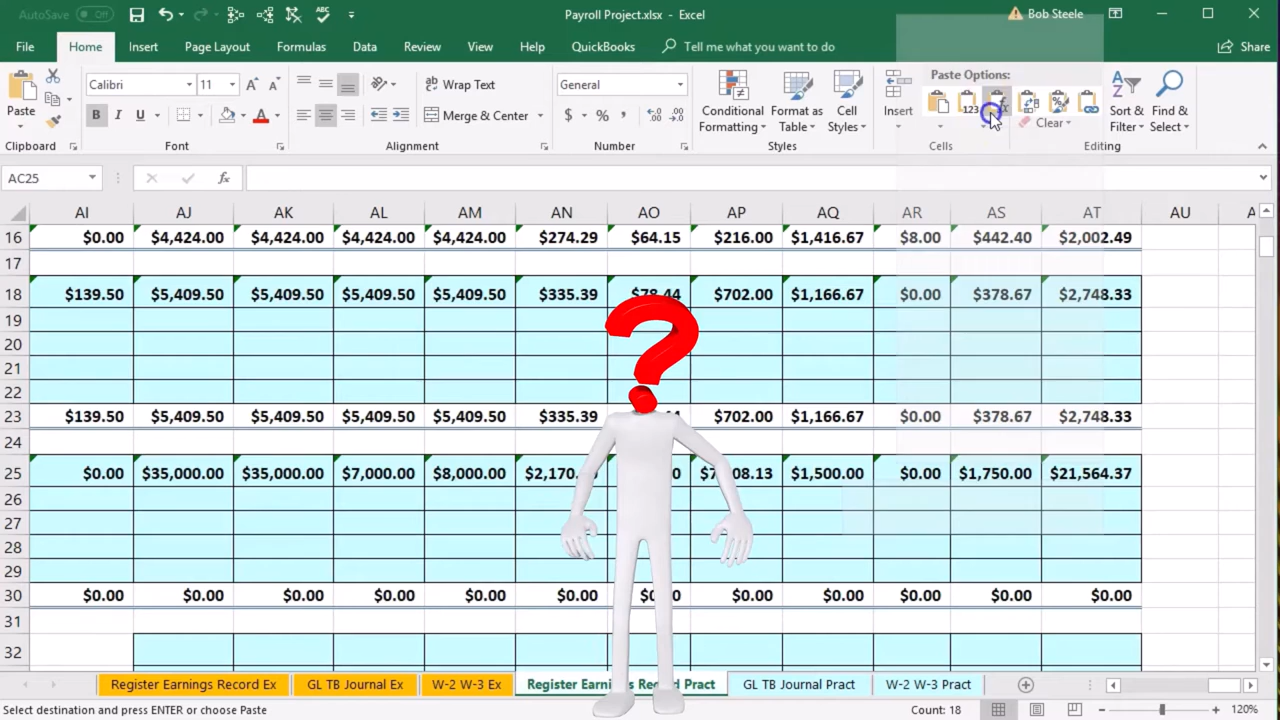 AutoSave Off Payroll Project.xlsx - Excel Bob Steele
File Home Insert Page Layout Formulas Data Review View Help QuickBooks Tell me what you want to do Share
Paste Options:
Calibri 11 Wrap Text General
Paste B I U A Merge & Center $ % Conditional Formatting Format as Table Cell Styles Insert 123 fx Clear Sort & Filter Find & Select
Clipboard Font Alignment Number Styles Cells Editing
AC25 fx
AI AJ AK AL AM AN AO AP AQ AR AS AT AU
16 $0.00 $4,424.00 $4,424.00 $4,424.00 $4,424.00 $274.29 $64.15 $216.00 $1,416.67 $8.00 $442.40 $2,002.49
17
18 $139.50 $5,409.50 $5,409.50 $5,409.50 $5,409.50 $335.39 $78.44 $702.00 $1,166.67 $0.00 $378.67 $2,748.33
19
20
21
22
23 $139.50 $5,409.50 $5,409.50 $5,409.50 $5,409.50 $335.39 $702.00 $1,166.67 $0.00 $378.67 $2,748.33
24
25 $0.00 $35,000.00 $35,000.00 $7,000.00 $8,000.00 $1,500.00 $0.00 $1,750.00 $21,564.37
26
27
28
29
30 $0.00 $0.00 $0.00 $0.00 $0.00 $0.00 $0.00 $0.00 $0.00 $0.00 $0.00
31
32
Register Earnings Record Ex GL TB Journal Ex W-2 W-3 Ex Register Pract GL TB Journal Pract W-2 W-3 Pract
Select destination and press ENTER or choose Paste Count: 18 120%